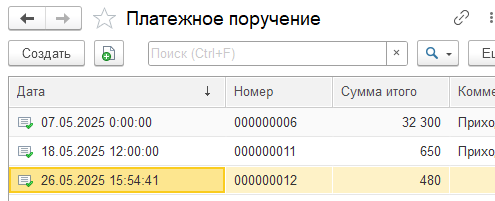 Платежное поручение
Создать
Поиск (Ctrl+F)
×
Дата ↓ Номер Сумма итого Комме
07.05.2025 0:00:00 000000006 32 300 Прихо
18.05.2025 12:00:00 000000011 650 Прихо
26.05.2025 15:54:41 000000012 480